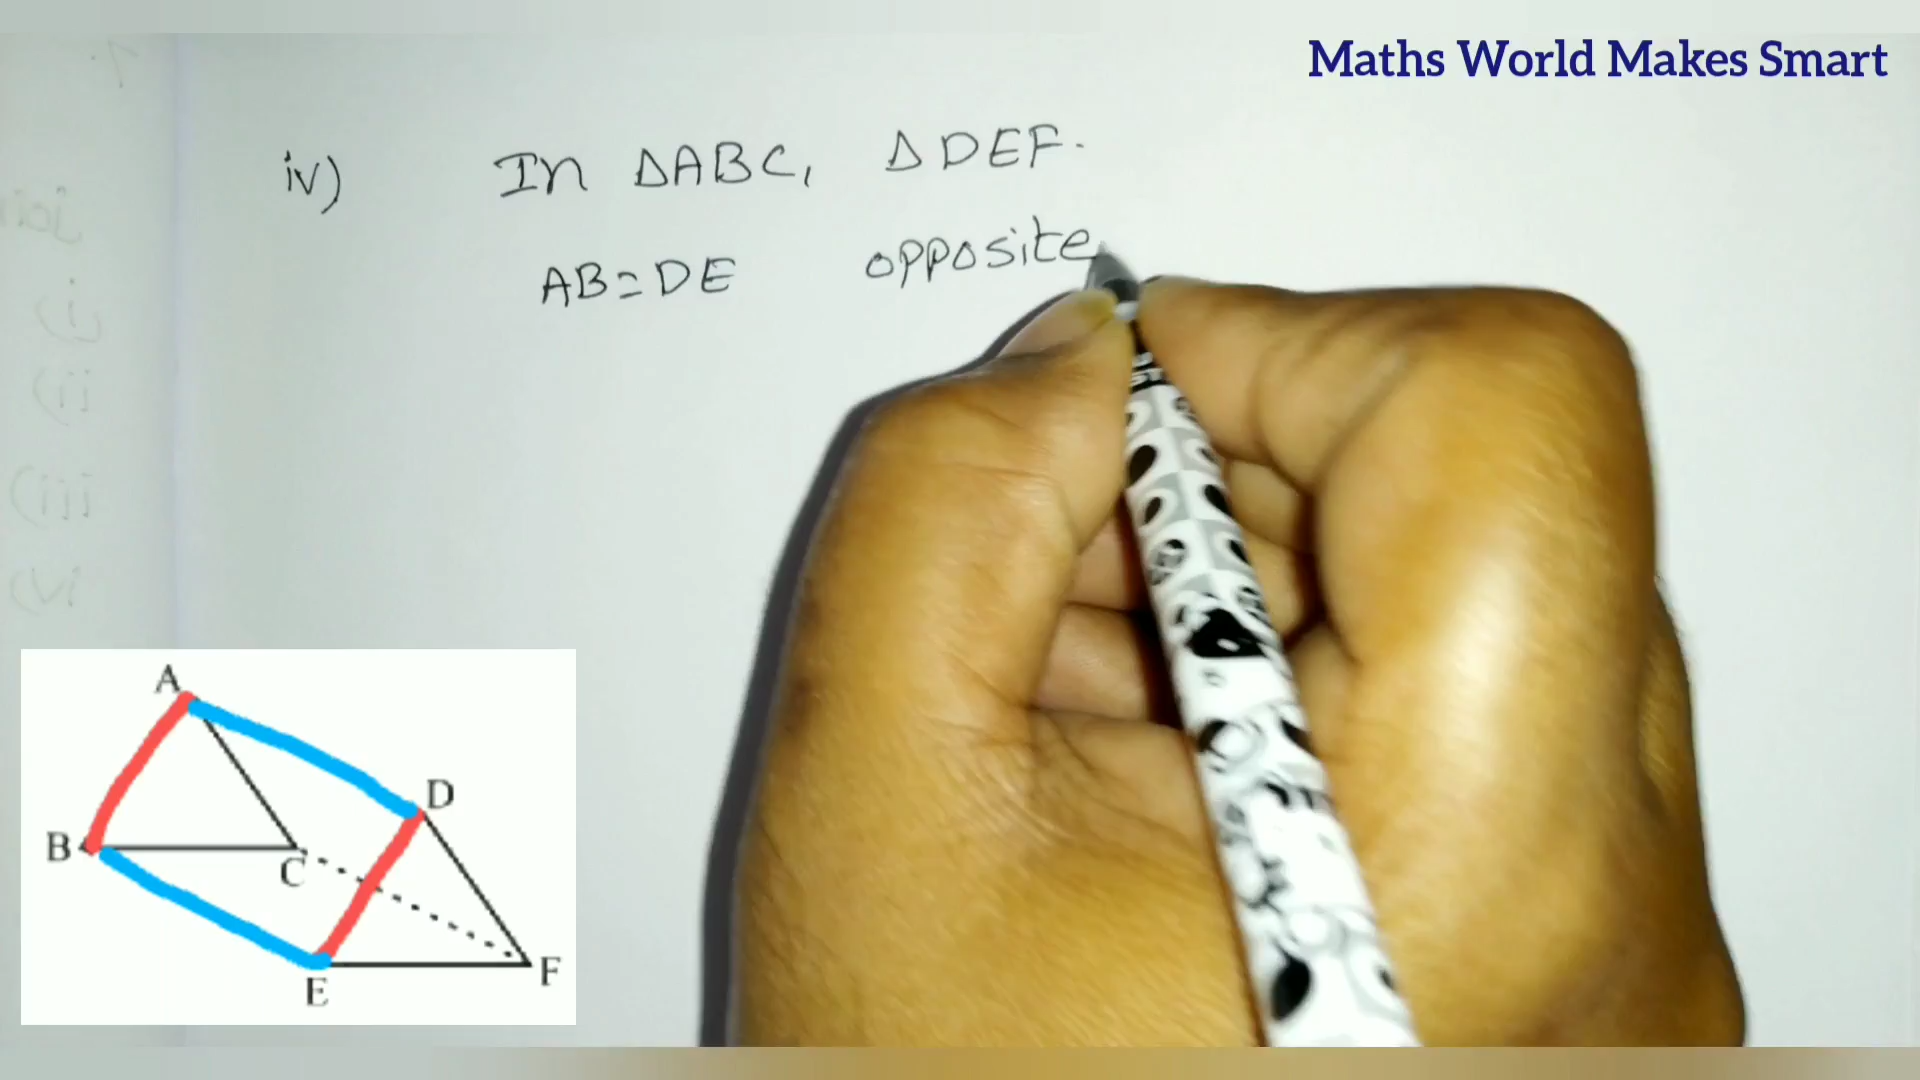 Maths World Makes Smart
iv) In ΔABC, ΔDEF.
AB=DE opposite
A
D
B
C
F
E